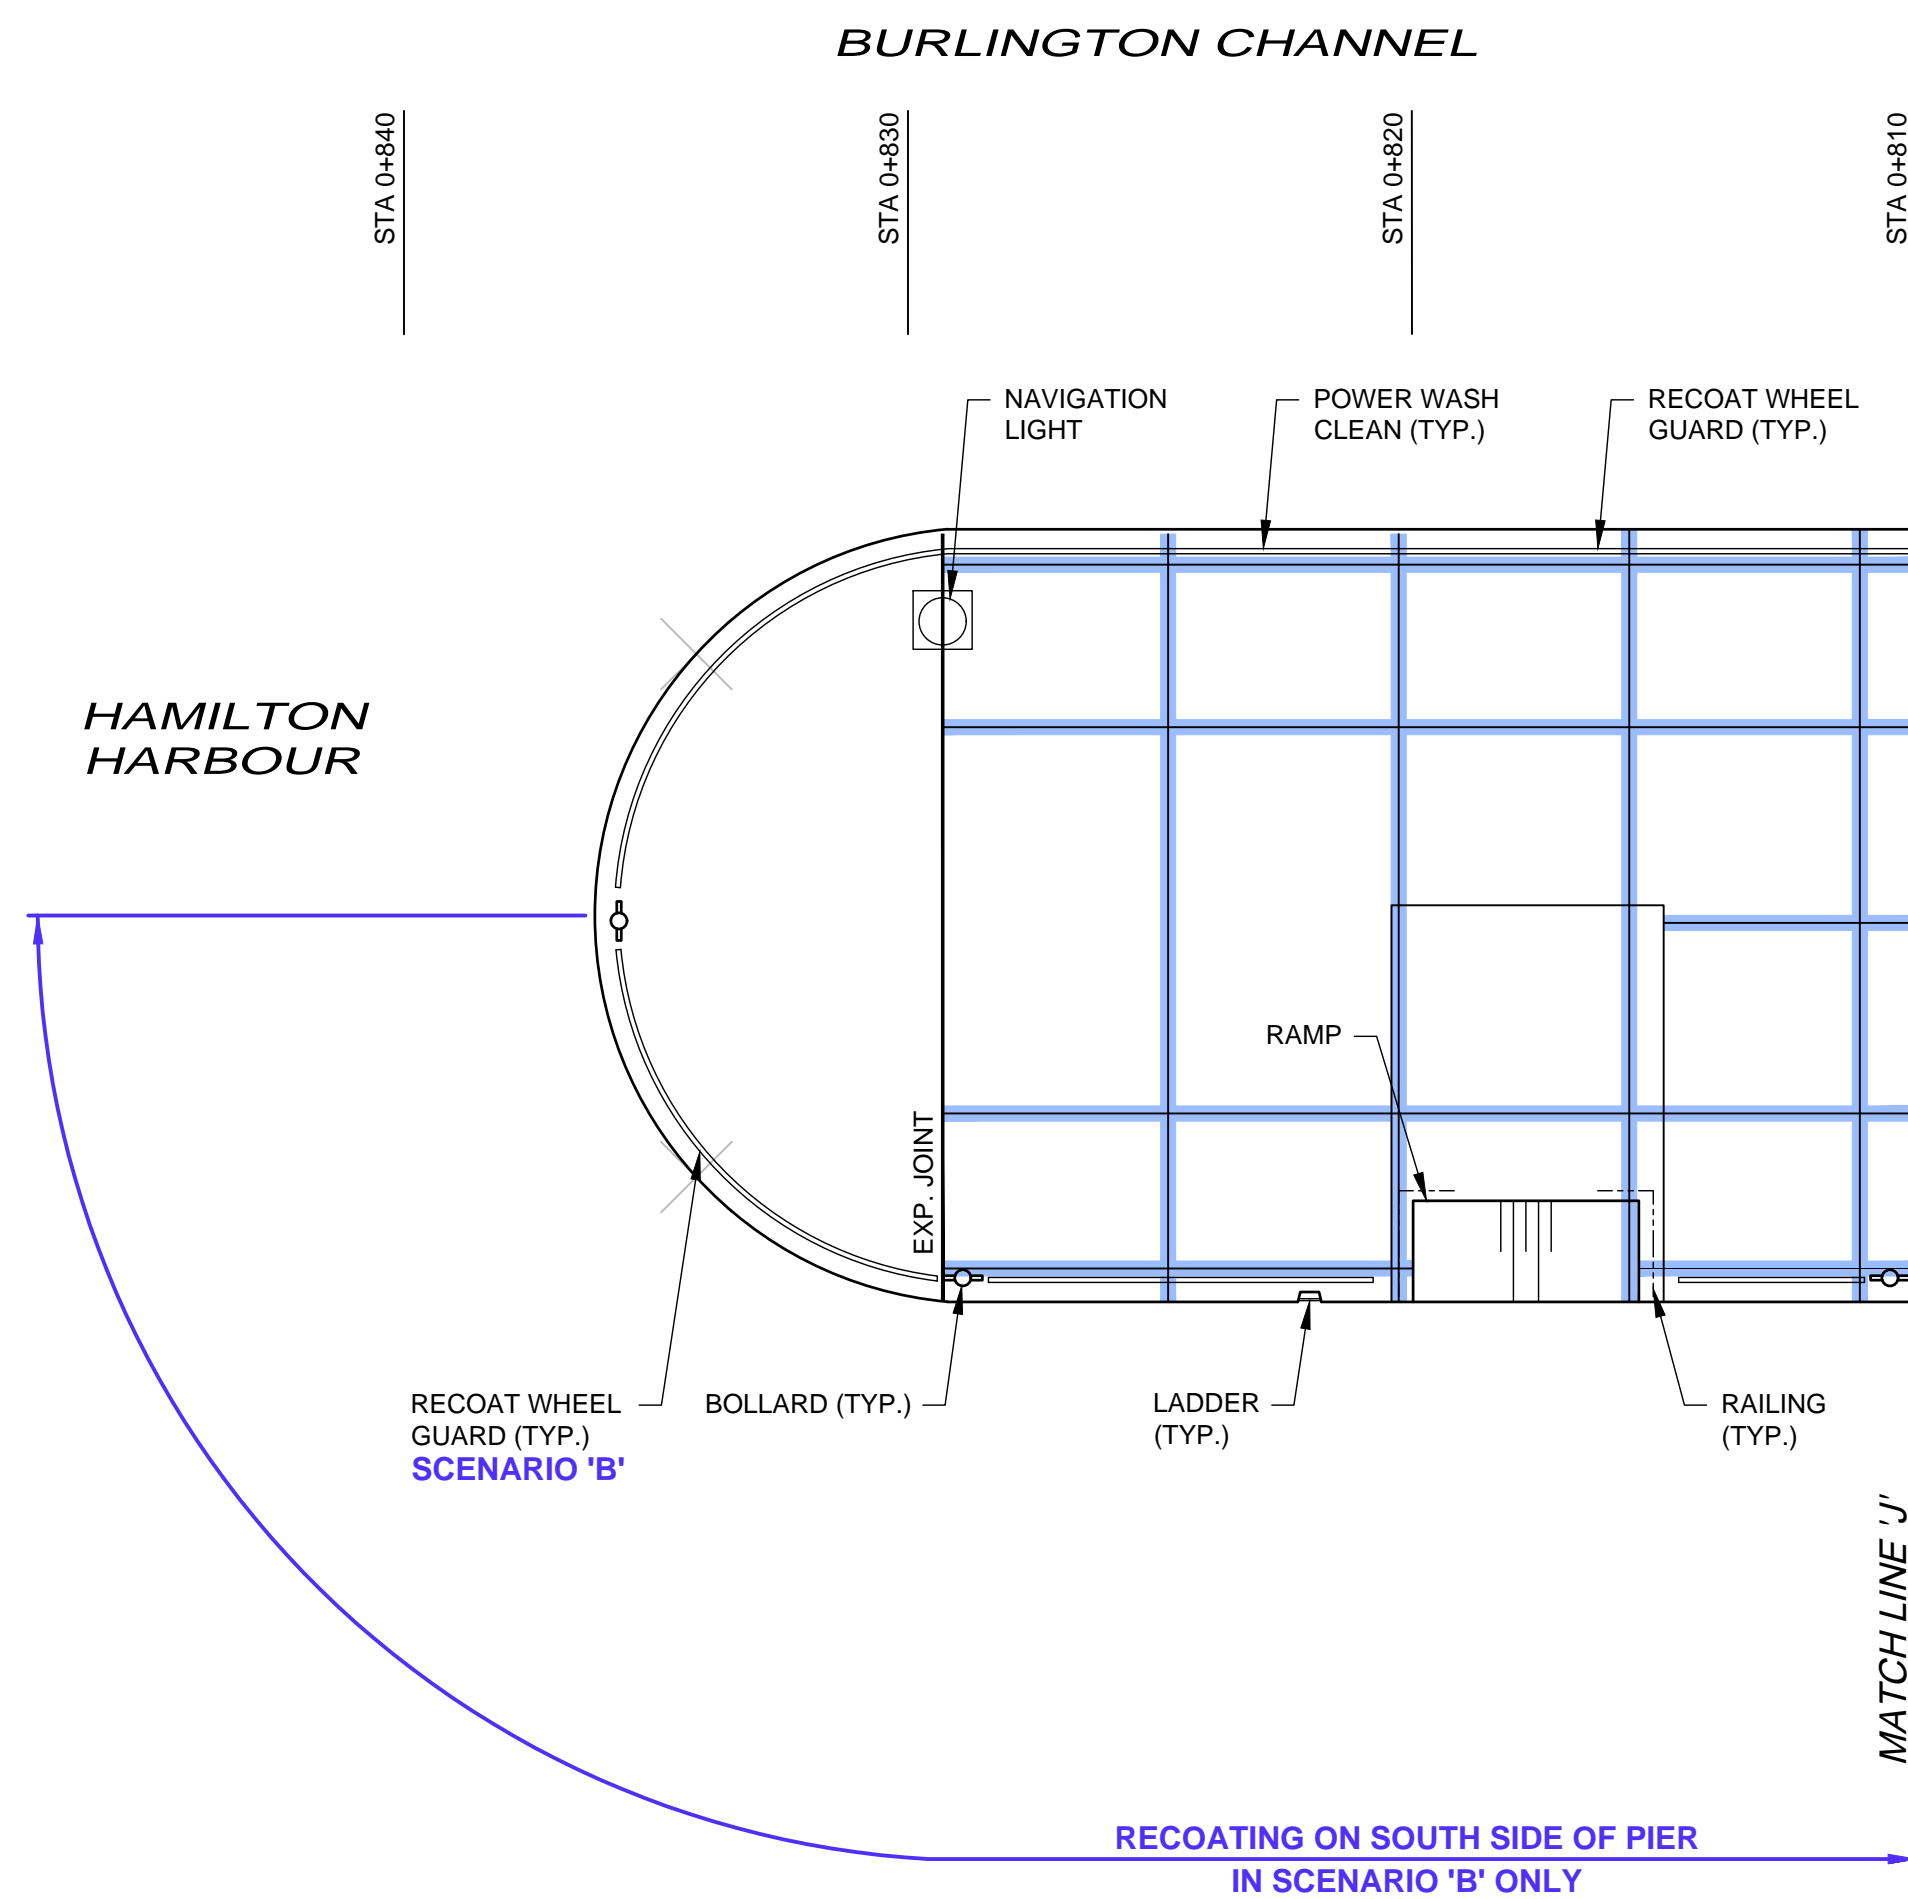 BURLINGTON CHANNEL
STA 0+840
STA 0+830
STA 0+820
STA 0+810
NAVIGATION
LIGHT
POWER WASH
CLEAN (TYP.)
RECOAT WHEEL
GUARD (TYP.)
HAMILTON
HARBOUR
RAMP
EXP. JOINT
RECOAT WHEEL
GUARD (TYP.)
SCENARIO 'B'
BOLLARD (TYP.)
LADDER
(TYP.)
RAILING
(TYP.)
MATCH LINE 'J'
RECOATING ON SOUTH SIDE OF PIER
IN SCENARIO 'B' ONLY